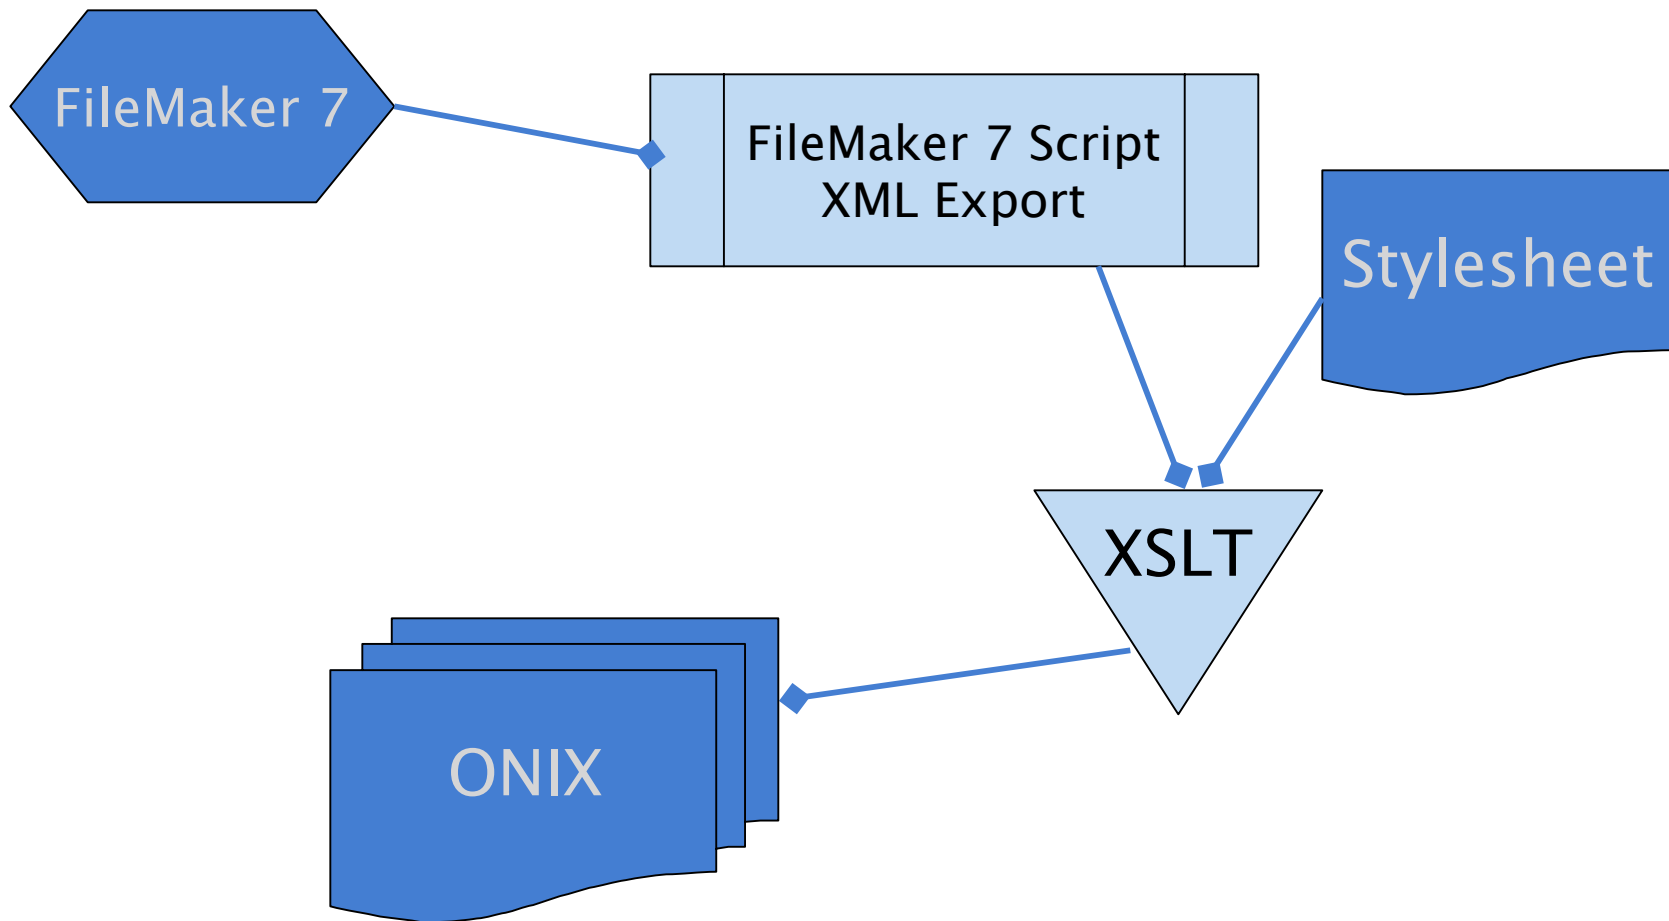 FileMaker 7
FileMaker 7 Script
XML Export
Stylesheet
XSLT
ONIX